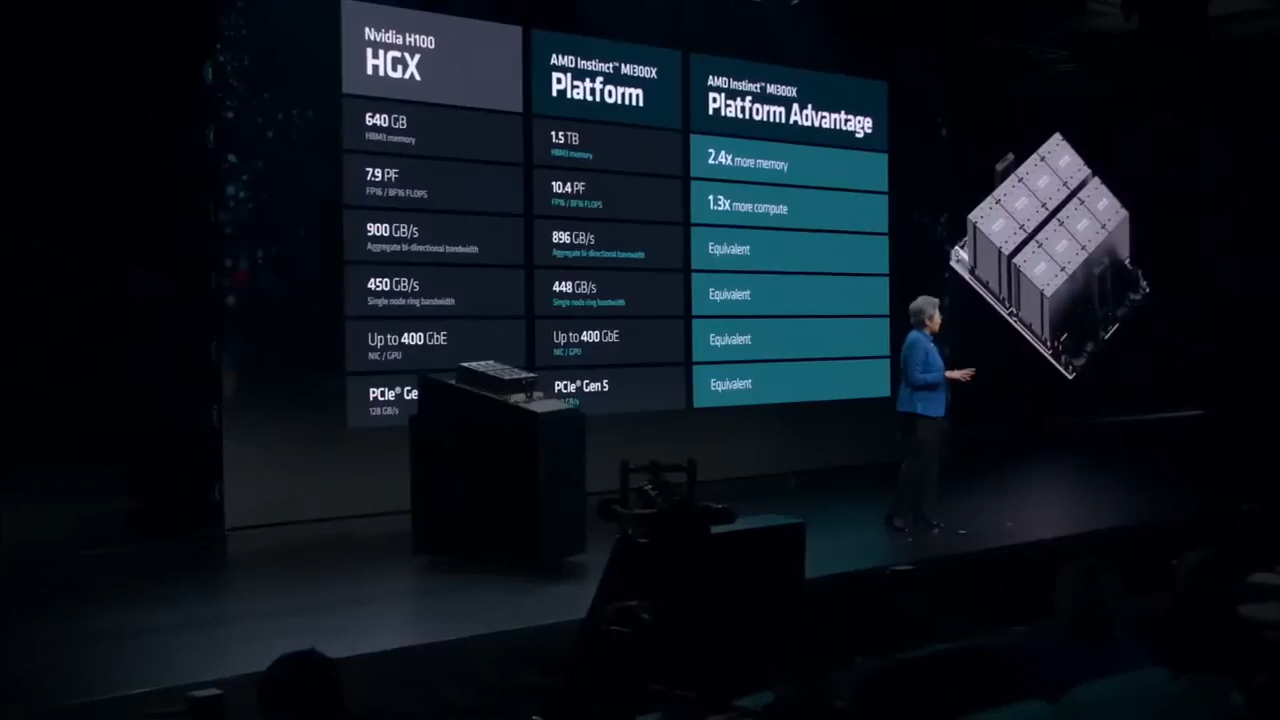 Nvidia H100
HGX
640 GB
HBM3 memory
7.9 PF
FP16 / BF16 FLOPS
900 GB/s
Aggregate bi-directional bandwidth
450 GB/s
Single node ring bandwidth
Up to 400 GbE
NIC / GPU
PCIe® Ge
128 GB/s
AMD Instinct™ MI300X
Platform
1.5 TB
HBM3 memory
10.4 PF
FP16 / BF16 FLOPS
896 GB/s
Aggregate bi-directional bandwidth
448 GB/s
Single node ring bandwidth
Up to 400 GbE
NIC / GPU
PCIe® Gen 5
GB/s
AMD Instinct™ MI300X
Platform Advantage
2.4x more memory
1.3x more compute
Equivalent
Equivalent
Equivalent
Equivalent